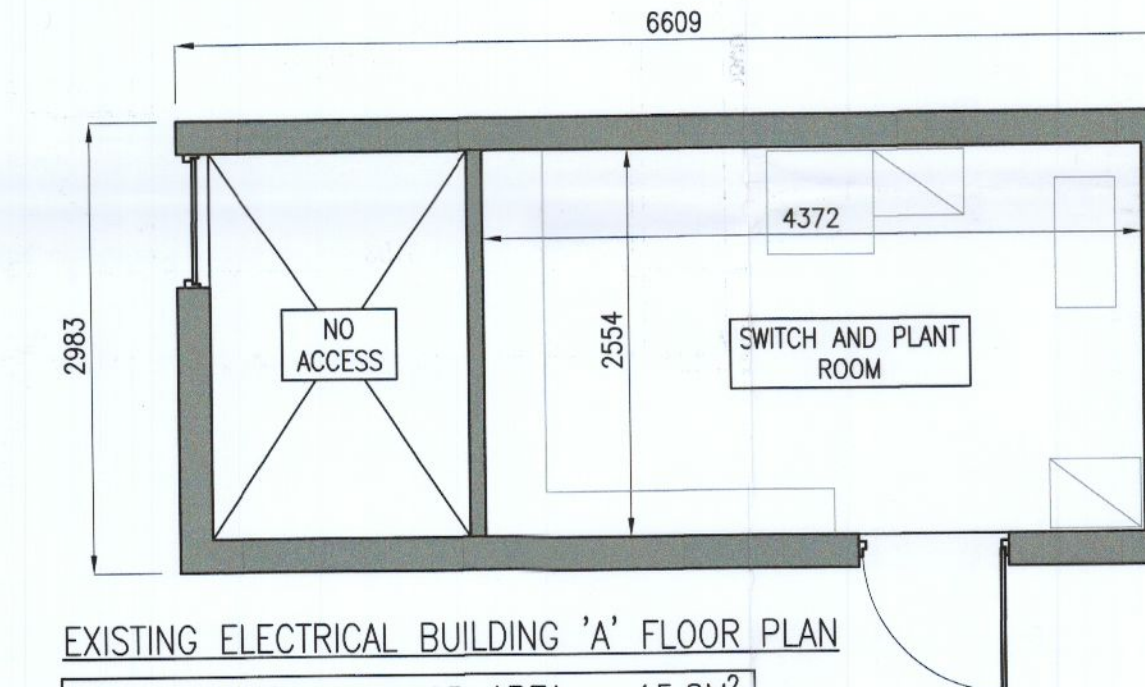 6609
4372
2983
NO
ACCESS
2554
SWITCH AND PLANT
ROOM
EXISTING ELECTRICAL BUILDING 'A' FLOOR PLAN